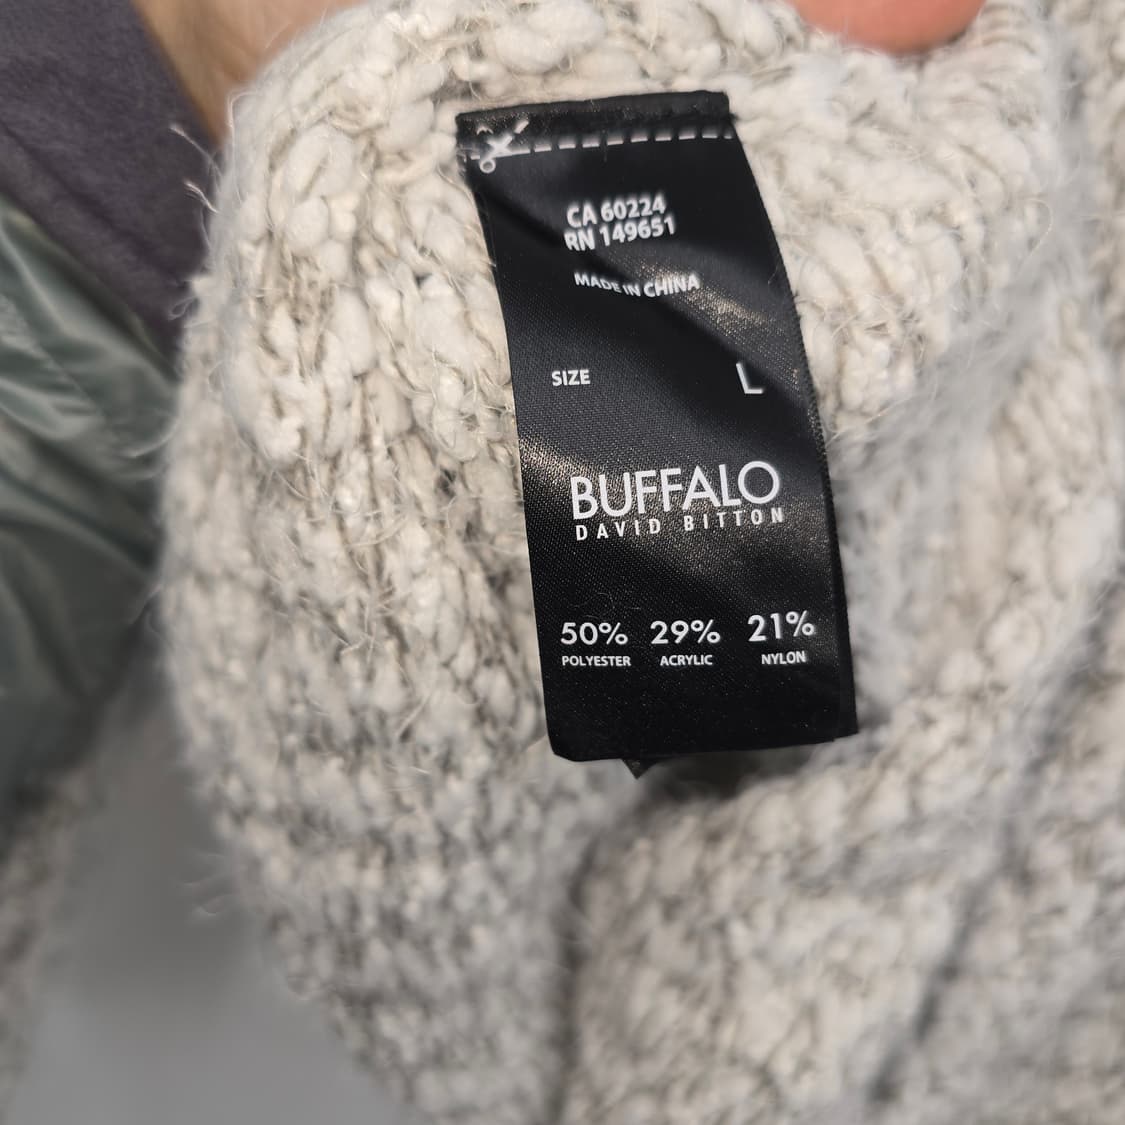 CA 60224
RN 149651
MADE IN CHINA
SIZE L
BUFFALO
DAVID BITTON
50% 29% 21%
POLYESTER ACRYLIC NYLON